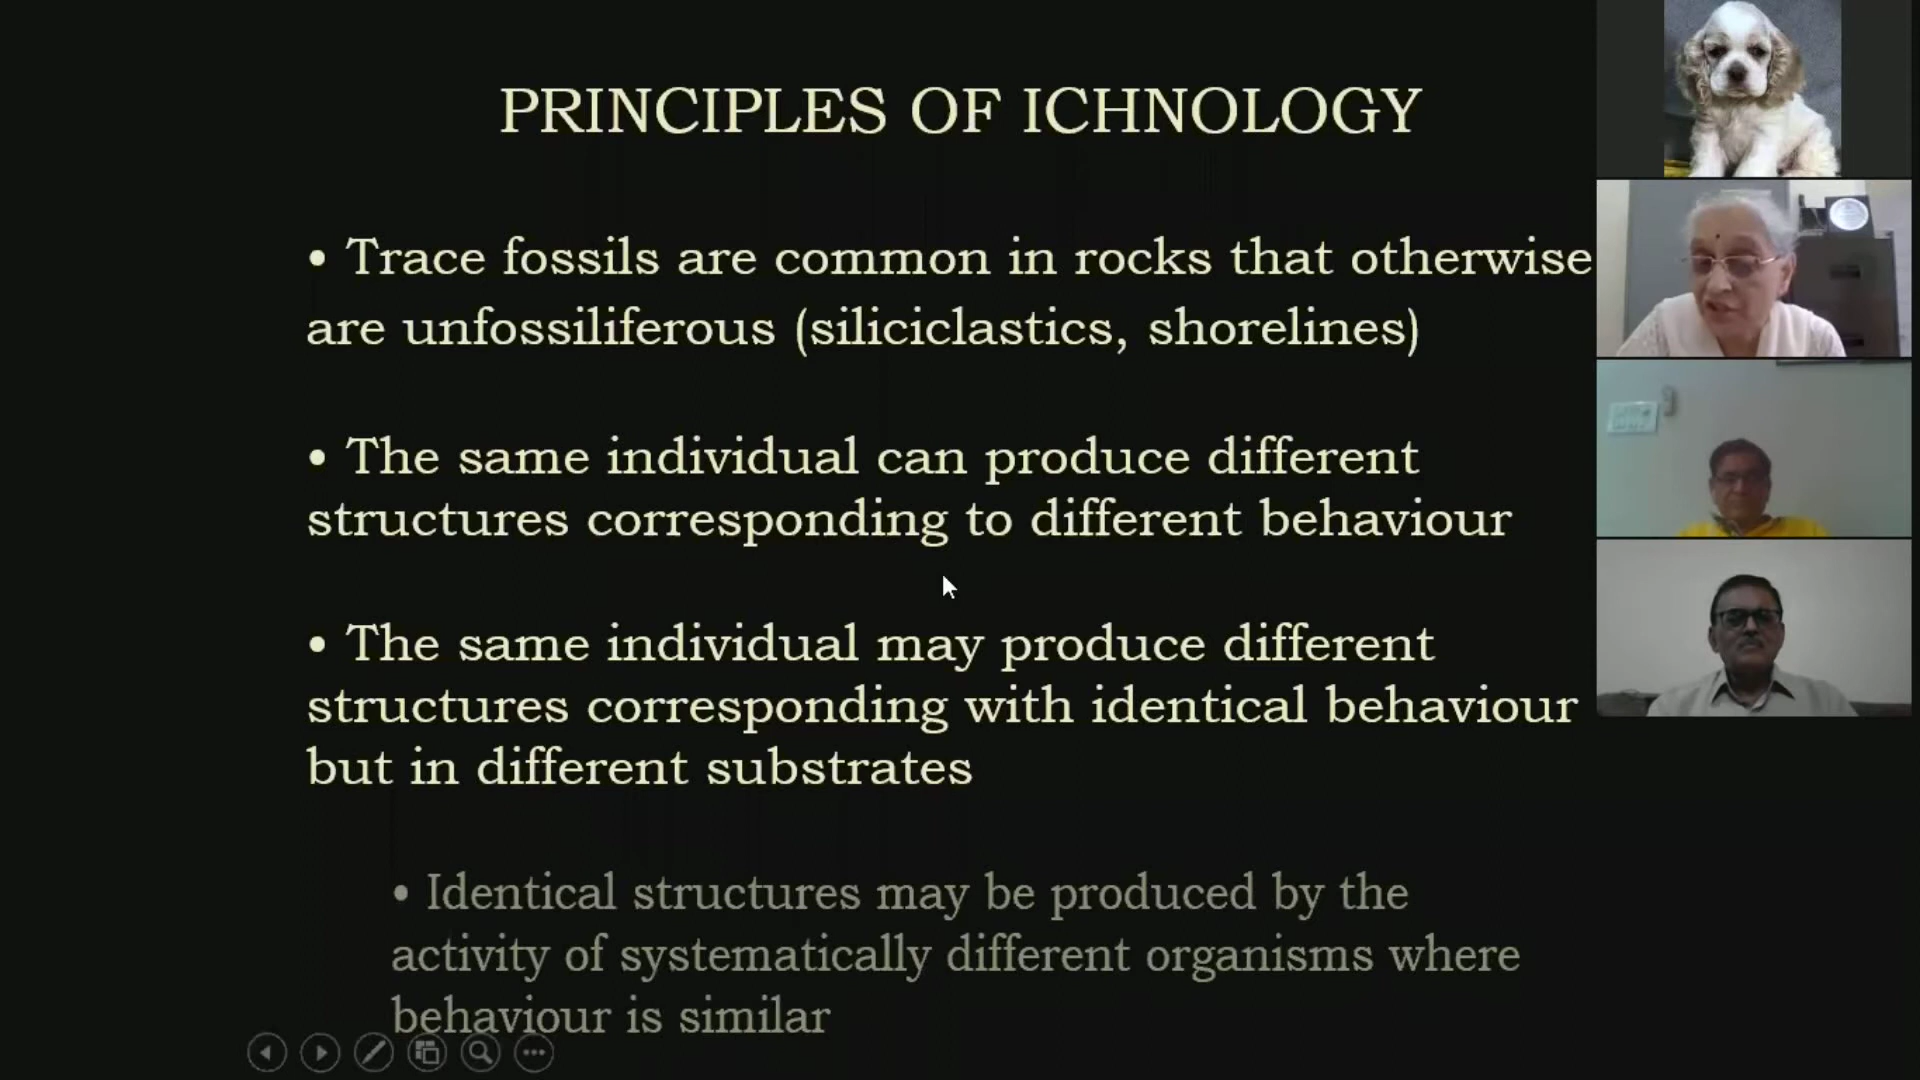 PRINCIPLES OF ICHNOLOGY
• Trace fossils are common in rocks that otherwise
are unfossiliferous (siliciclastics, shorelines)
• The same individual can produce different
structures corresponding to different behaviour
• The same individual may produce different
structures corresponding with identical behaviour
but in different substrates
• Identical structures may be produced by the
activity of systematically different organisms where
behaviour is similar